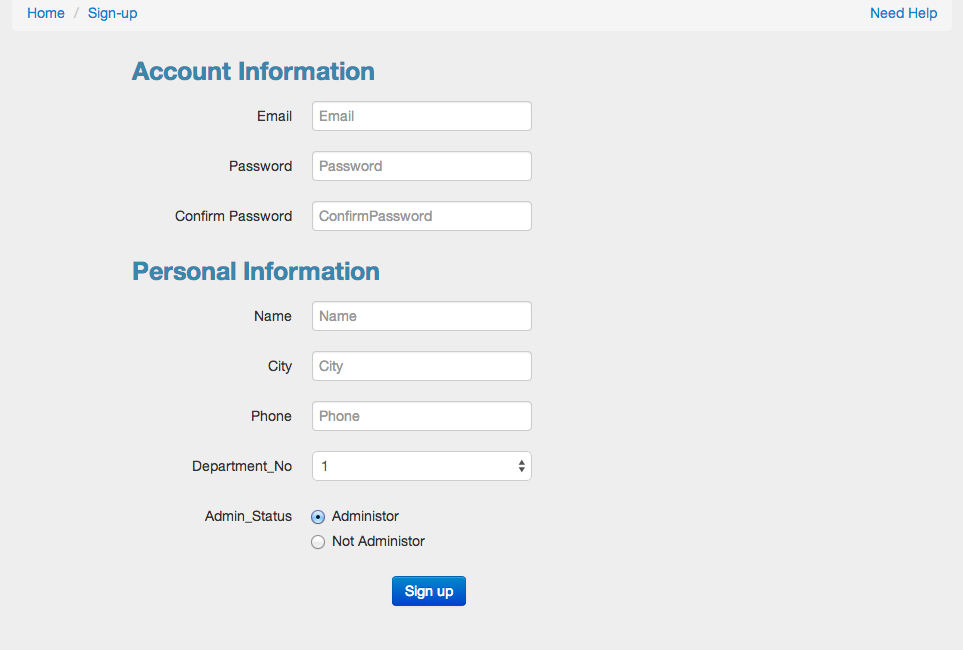 Home / Sign-up Need Help
Account Information
Email Email
Password Password
Confirm Password ConfirmPassword
Personal Information
Name Name
City City
Phone Phone
Department_No 1
Admin_Status Administor
Not Administor
Sign up